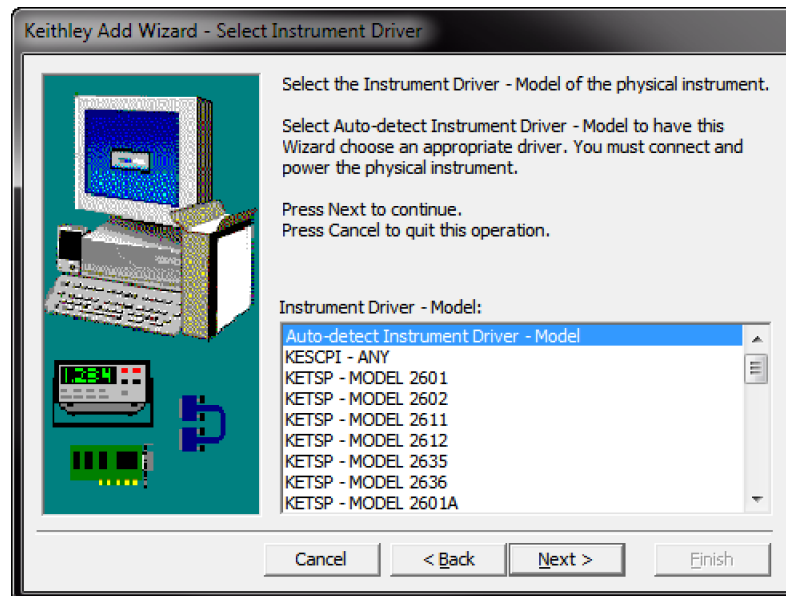 Keithley Add Wizard - Select Instrument Driver
Select the Instrument Driver - Model of the physical instrument.
Select Auto-detect Instrument Driver - Model to have this
Wizard choose an appropriate driver. You must connect and
power the physical instrument.
Press Next to continue.
Press Cancel to quit this operation.
1.234
Instrument Driver - Model:
Auto-detect Instrument Driver - Model
KESCPI - ANY
KETSP - MODEL 2601
KETSP - MODEL 2602
KETSP - MODEL 2611
KETSP - MODEL 2612
KETSP - MODEL 2635
KETSP - MODEL 2636
KETSP - MODEL 2601A
Cancel
< Back
Next >
Finish